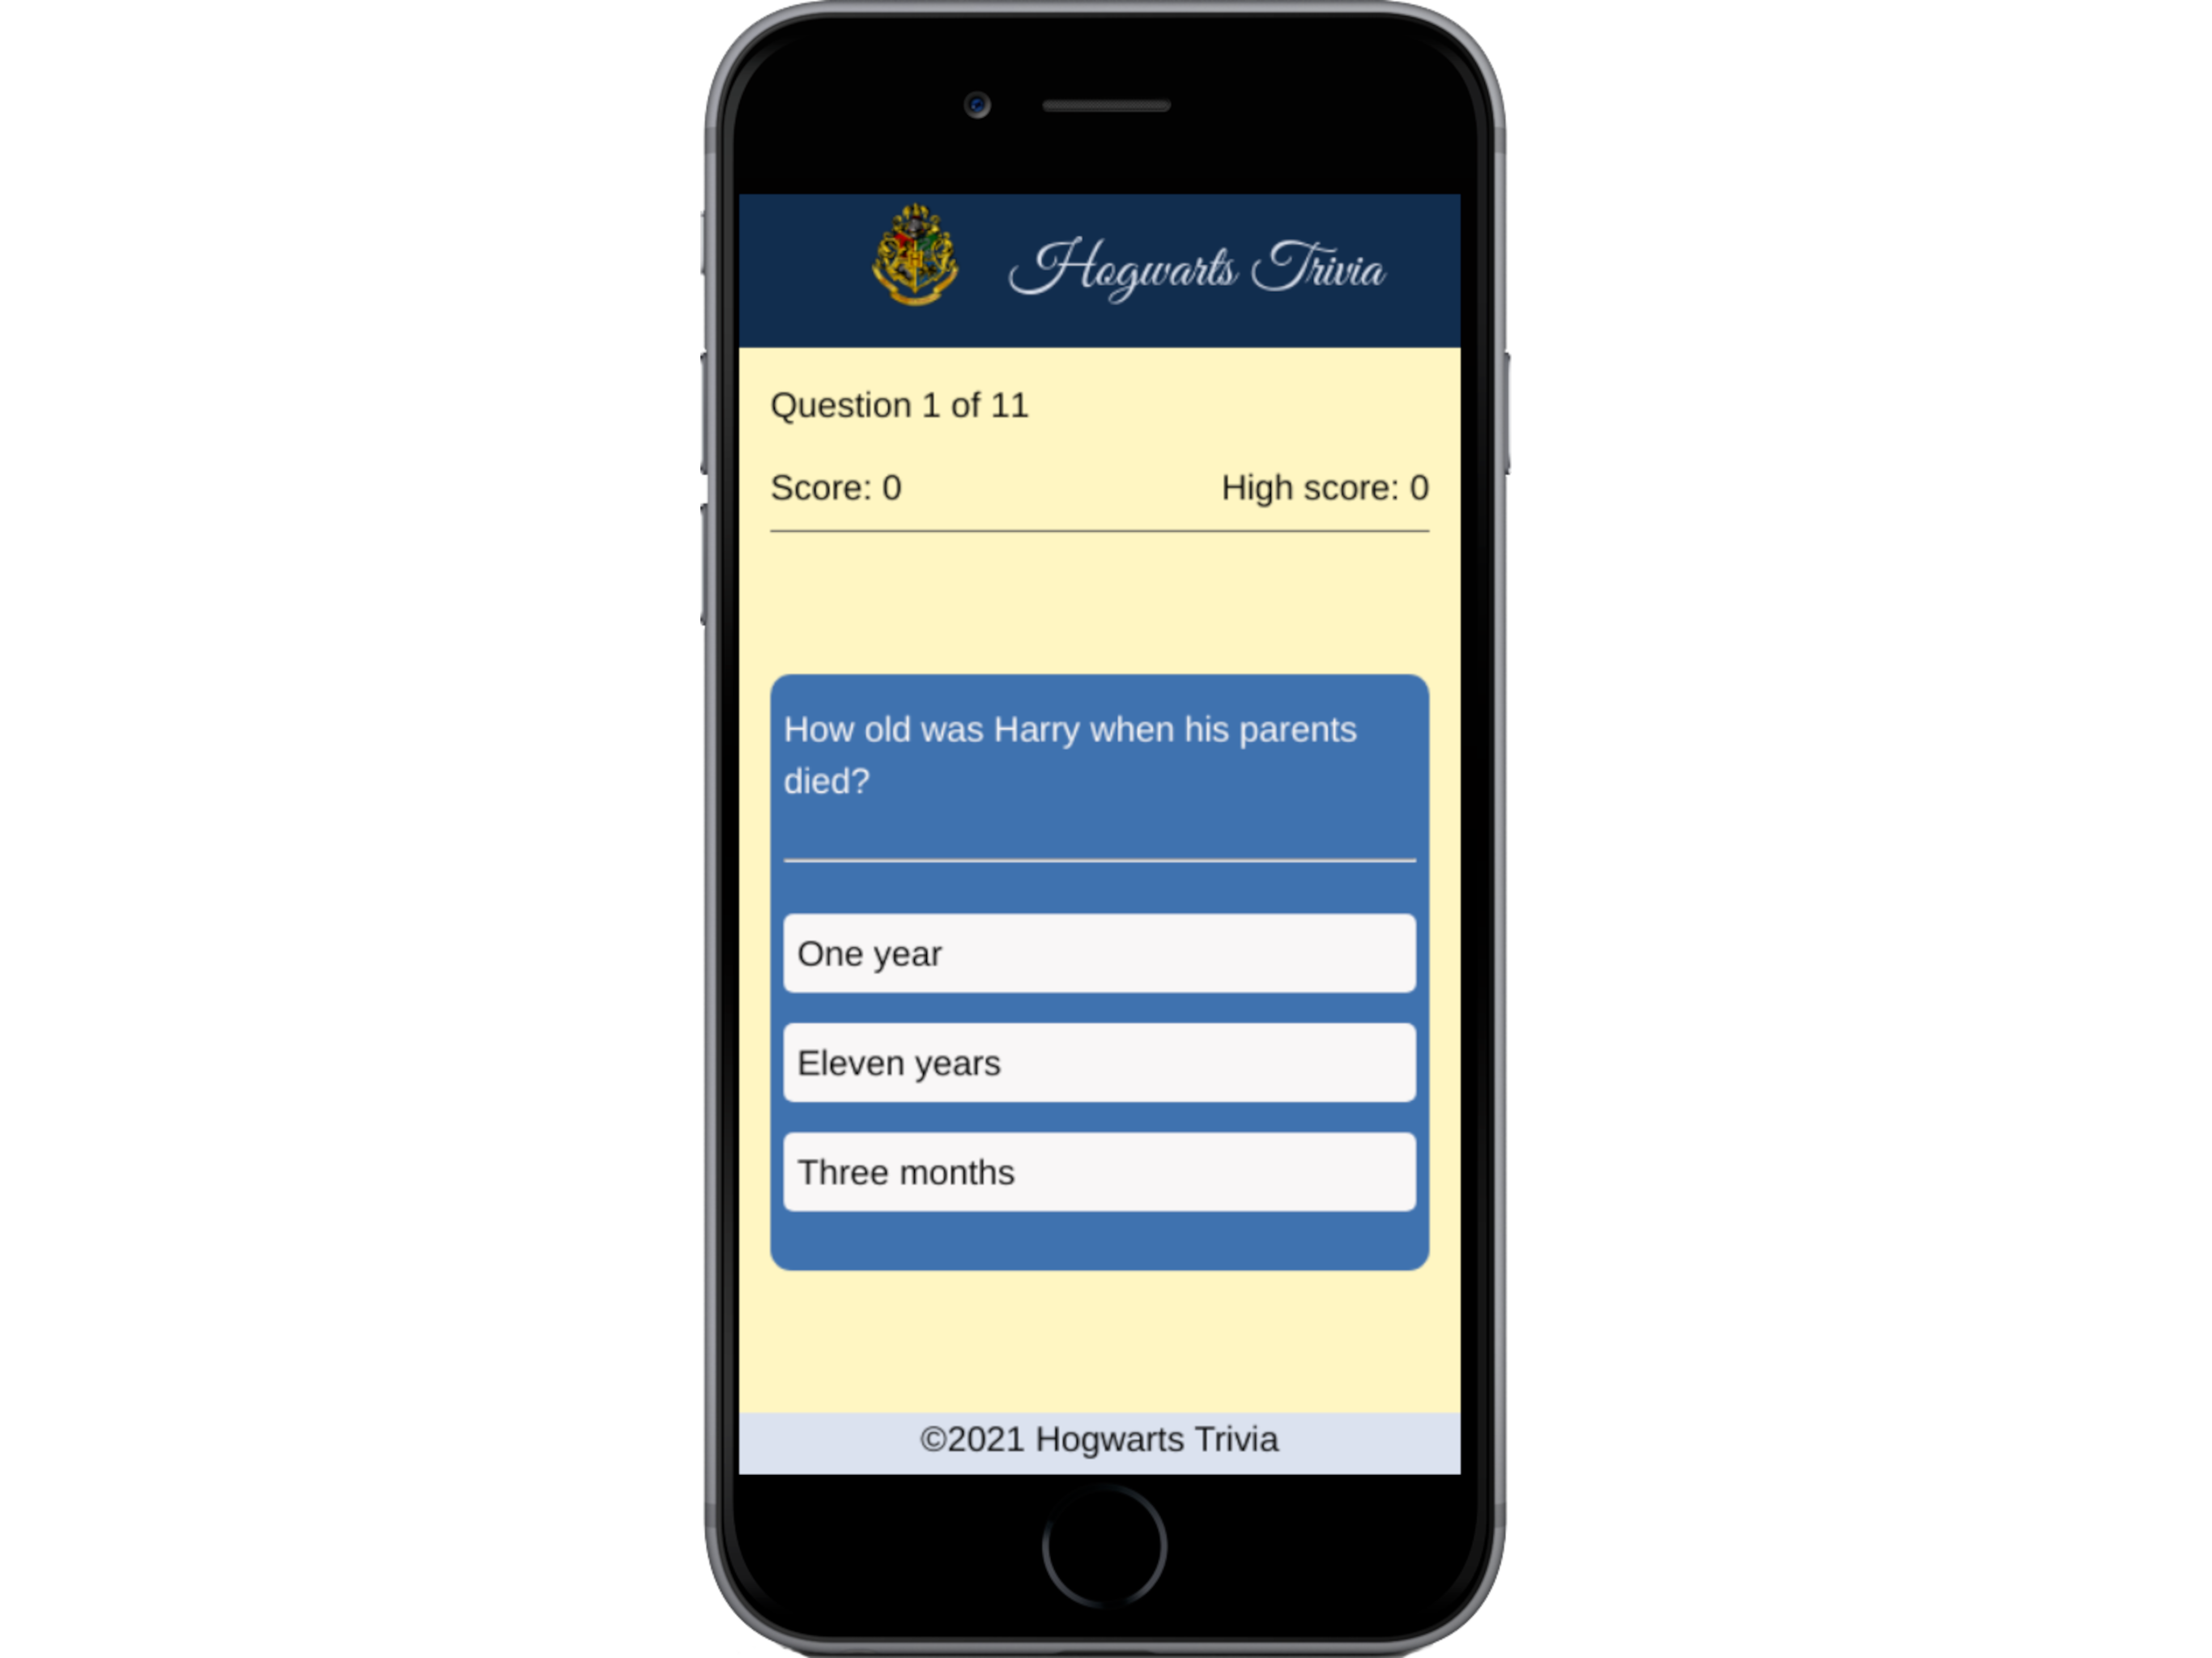 Hogwarts Trivia
Question 1 of 11
Score: 0 High score: 0
How old was Harry when his parents
died?
One year
Eleven years
Three months
©2021 Hogwarts Trivia